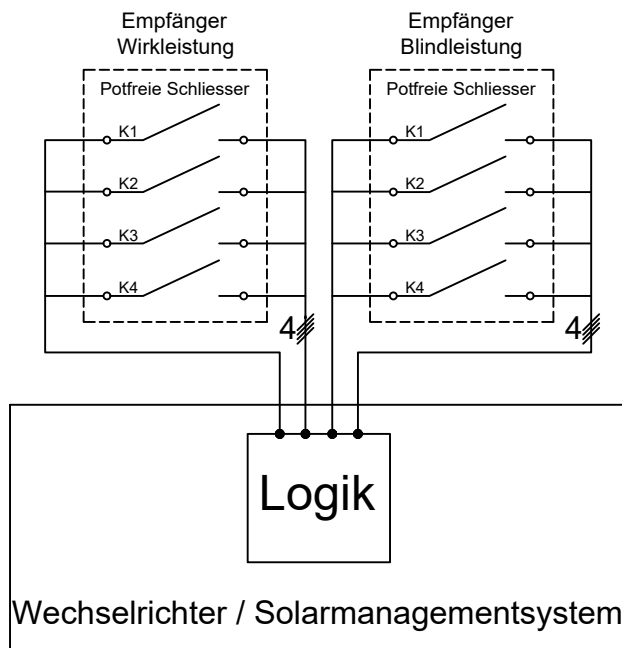 Empfänger
Wirkleistung
Potfreie Schliesser
K1
K2
K3
K4
4
Empfänger
Blindleistung
Potfreie Schliesser
K1
K2
K3
K4
4
Logik
Wechselrichter / Solarmanagementsystem